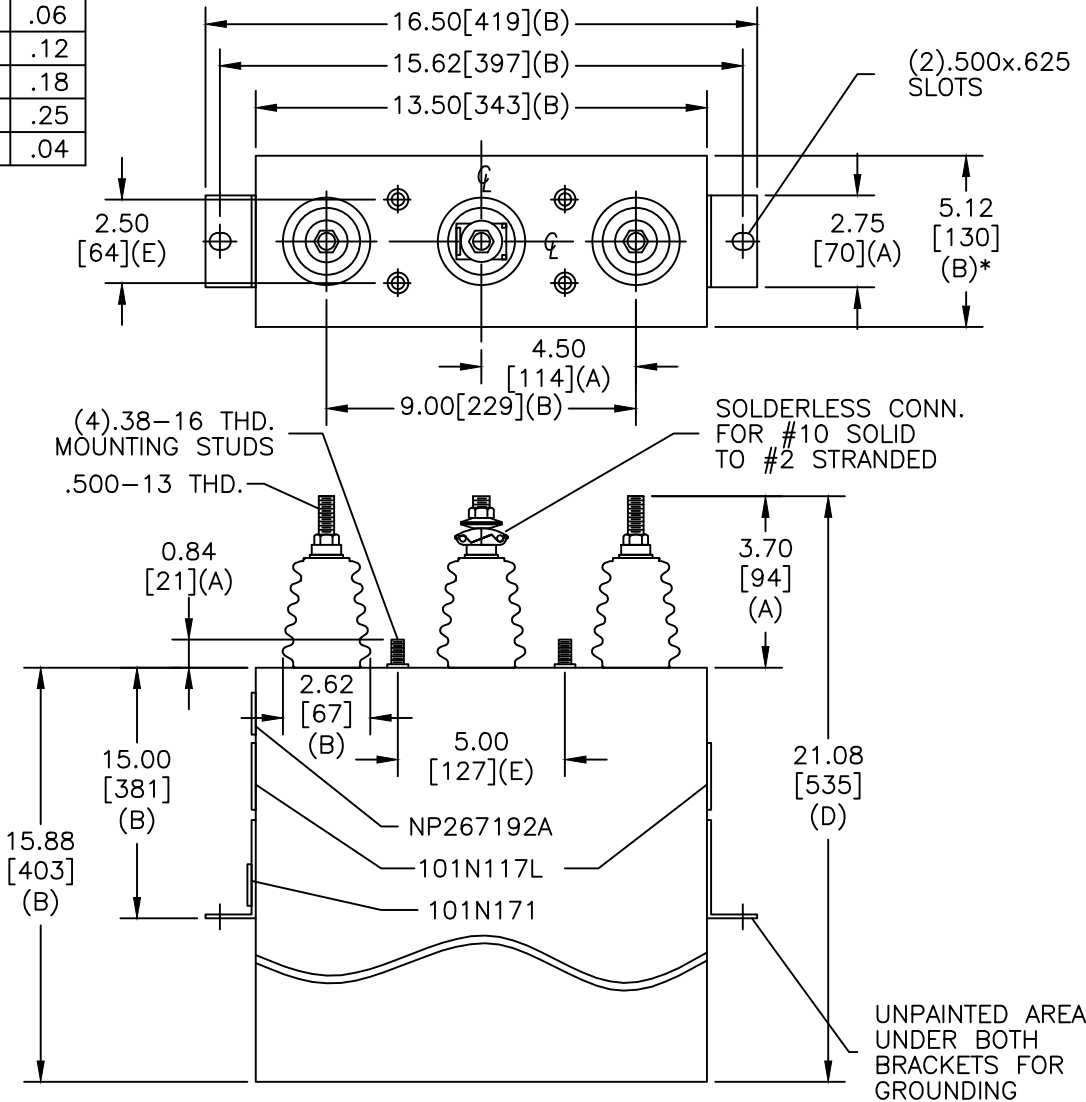 .06
.12
.18
.25
.04
16.50[419](B)
15.62[397](B)
13.50[343](B)
(2).500x.625
SLOTS
2.50
[64](E)
CL
CL
2.75
[70](A)
5.12
[130]
(B)*
4.50
[114](A)
9.00[229](B)
(4).38-16 THD.
MOUNTING STUDS
.500-13 THD.
SOLDERLESS CONN.
FOR #10 SOLID
TO #2 STRANDED
0.84
[21](A)
3.70
[94]
(A)
2.62
[67]
(B)
5.00
[127](E)
15.00
[381]
(B)
15.88
[403]
(B)
21.08
[535]
(D)
NP267192A
101N117L
101N171
UNPAINTED AREA
UNDER BOTH
BRACKETS FOR
GROUNDING